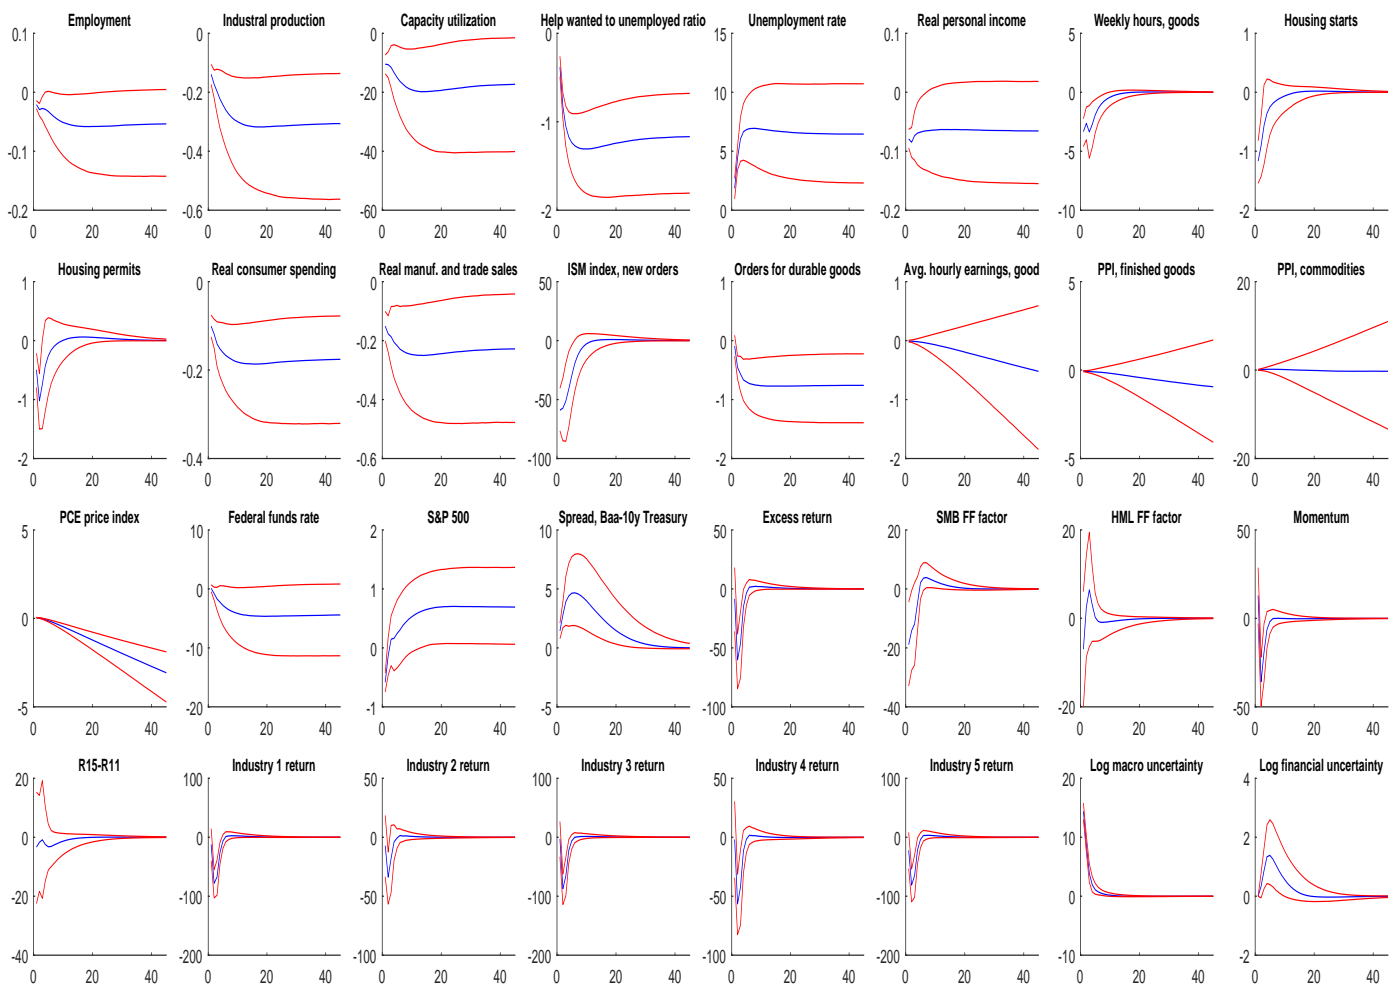 Employment
Industral production
Capacity utilization
Help wanted to unemployed ratio
Unemployment rate
Real personal income
Weekly hours, goods
Housing starts
0.1
0
-0.1
-0.2
0 20 40
0
-0.2
-0.4
-0.6
0 20 40
0
-20
-40
-60
0 20 40
0
-1
-2
0 20 40
15
10
5
0
0 20 40
0.1
0
-0.1
-0.2
0 20 40
5
0
-5
-10
0 20 40
1
0
-1
-2
0 20 40
Housing permits
Real consumer spending
Real manuf. and trade sales
ISM index, new orders
Orders for durable goods
Avg. hourly earnings, good
PPI, finished goods
PPI, commodities
1
0
-1
-2
0 20 40
0
-0.2
-0.4
0 20 40
0
-0.2
-0.4
-0.6
0 20 40
50
0
-50
-100
0 20 40
1
0
-1
-2
0 20 40
1
0
-1
-2
0 20 40
5
0
-5
0 20 40
20
0
-20
0 20 40
PCE price index
Federal funds rate
S&P 500
Spread, Baa-10y Treasury
Excess return
SMB FF factor
HML FF factor
Momentum
5
0
-5
0 20 40
10
0
-10
-20
0 20 40
2
1
0
-1
0 20 40
10
5
0
-5
0 20 40
50
0
-50
-100
0 20 40
20
0
-20
-40
0 20 40
20
0
-20
0 20 40
50
0
-50
0 20 40
R15-R11
Industry 1 return
Industry 2 return
Industry 3 return
Industry 4 return
Industry 5 return
Log macro uncertainty
Log financial uncertainty
20
0
-20
-40
0 20 40
100
0
-100
-200
0 20 40
50
0
-50
-100
0 20 40
100
0
-100
-200
0 20 40
50
0
-50
-100
0 20 40
100
0
-100
-200
0 20 40
20
10
0
-10
0 20 40
4
2
0
-2
0 20 40